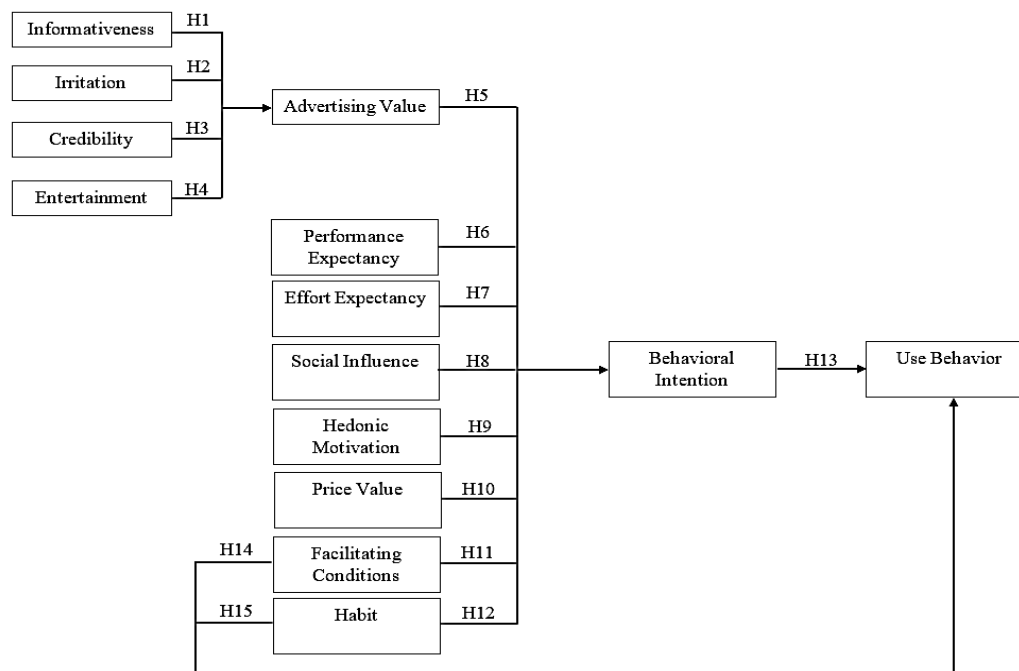 Informativeness
H1
Irritation
H2
Credibility
H3
Entertainment
H4
Advertising Value
H5
Performance
Expectancy
H6
Effort Expectancy
H7
Social Influence
H8
Hedonic
Motivation
H9
Price Value
H10
H14
Facilitating
Conditions
H11
H15
Habit
H12
Behavioral
Intention
H13
Use Behavior